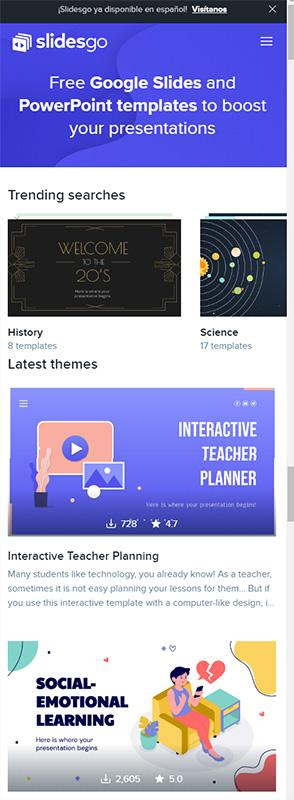 ¡Slidesgo ya disponible en español! Visítanos
slidesgo
Free Google Slides and
PowerPoint templates to boost
your presentations
Trending searches
WELCOME
TO THE
20'S
Here is where your
presentation begins
History
8 templates
Science
17 templates
Latest themes
INTERACTIVE
TEACHER
PLANNER
Here is where your presentation begins!
728 4.7
Interactive Teacher Planning
Many students like technology, you already know! As a teacher,
sometimes it is not easy planning your lessons for them... But if
you use this interactive template with a computer-like design, i...
SOCIAL-
EMOTIONAL
LEARNING
Here is where your
presentation begins
2,605 5.0